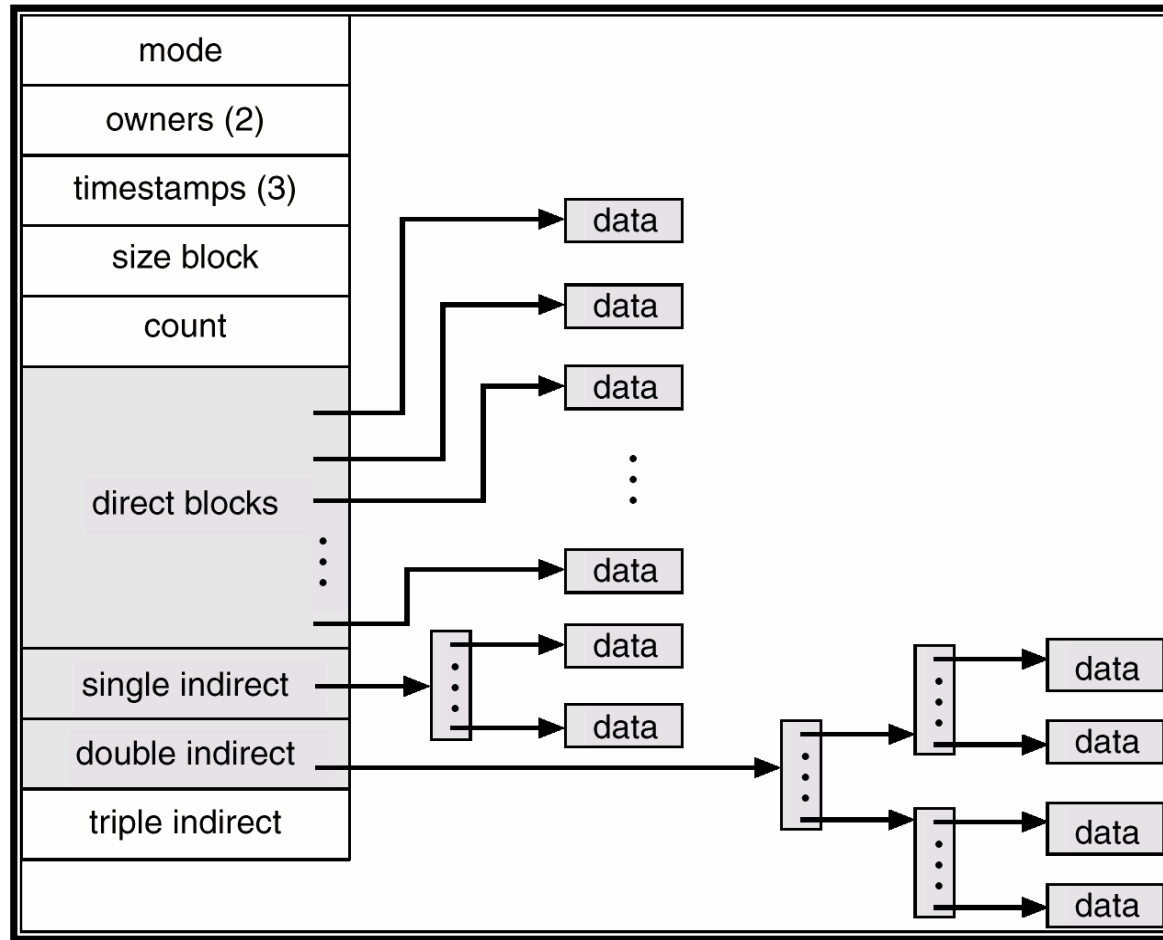 mode
owners (2)
timestamps (3)
size block
count
direct blocks
single indirect
double indirect
triple indirect
data
data
data
data
data
data
data
data
data
data